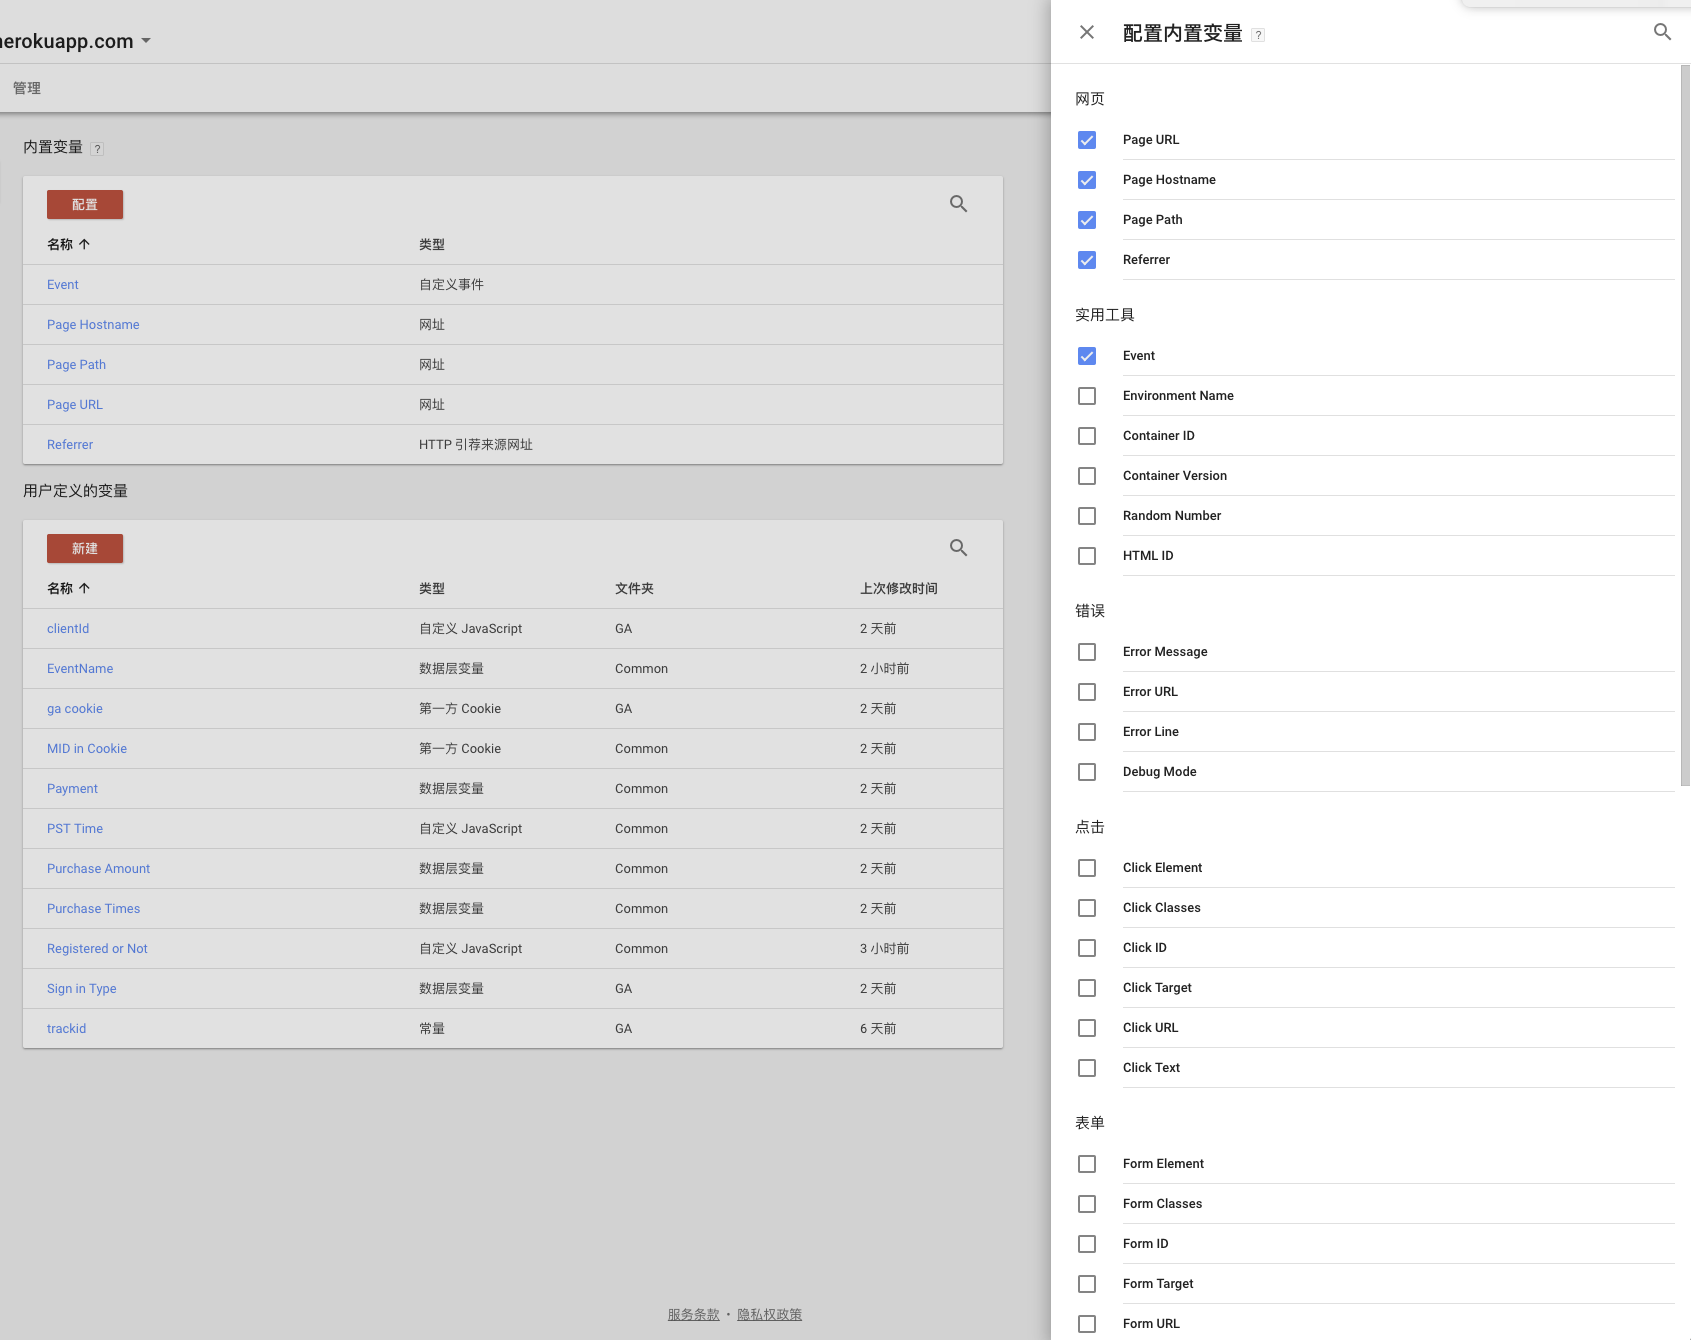 herokuapp.com
管理
内置变量 ?
配置
名称 类型
Event 自定义事件
Page Hostname 网址
Page Path 网址
Page URL 网址
Referrer HTTP 引荐来源网址
用户定义的变量
新建
名称 类型 文件夹 上次修改时间
clientId 自定义 JavaScript GA 2 天前
EventName 数据层变量 Common 2 小时前
ga cookie 第一方 Cookie GA 2 天前
MID in Cookie 第一方 Cookie Common 2 天前
Payment 数据层变量 Common 2 天前
PST Time 自定义 JavaScript Common 2 天前
Purchase Amount 数据层变量 Common 2 天前
Purchase Times 数据层变量 Common 2 天前
Registered or Not 自定义 JavaScript Common 3 小时前
Sign in Type 数据层变量 GA 2 天前
trackid 常量 GA 6 天前
服务条款 • 隐私权政策
配置内置变量 ?
网页
Page URL
Page Hostname
Page Path
Referrer
实用工具
Event
Environment Name
Container ID
Container Version
Random Number
HTML ID
错误
Error Message
Error URL
Error Line
Debug Mode
点击
Click Element
Click Classes
Click ID
Click Target
Click URL
Click Text
表单
Form Element
Form Classes
Form ID
Form Target
Form URL